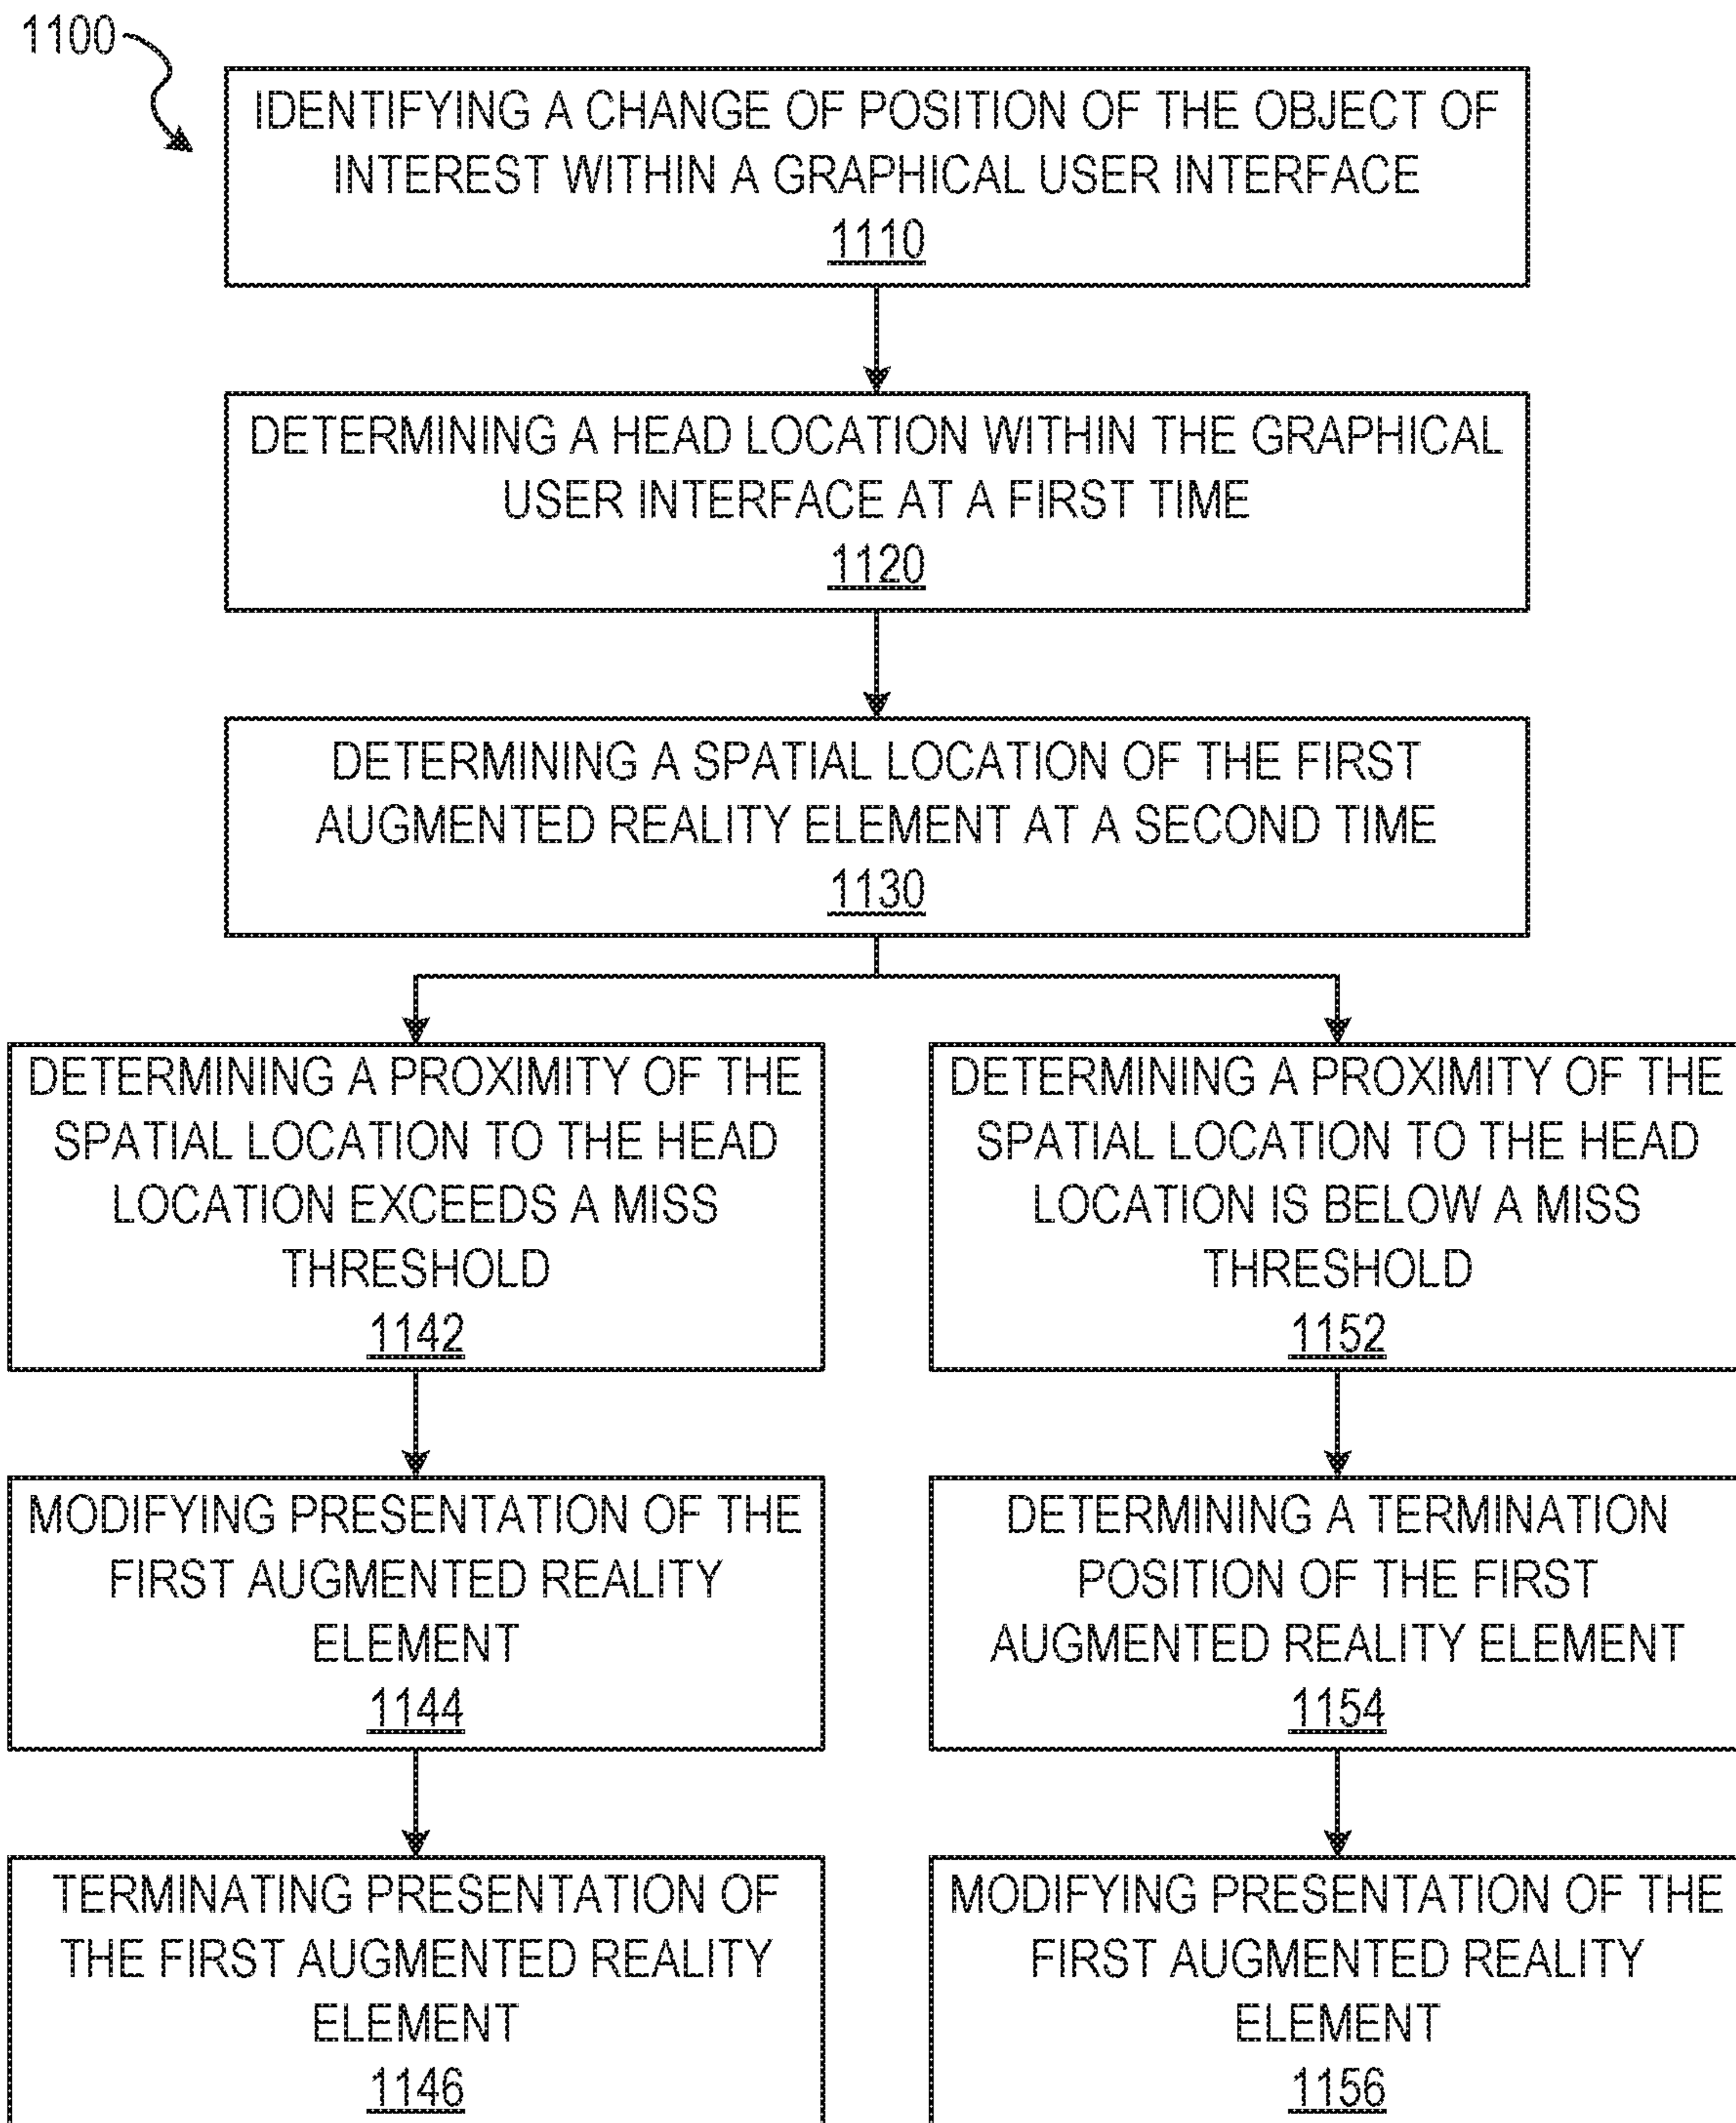 1100
IDENTIFYING A CHANGE OF POSITION OF THE OBJECT OF
INTEREST WITHIN A GRAPHICAL USER INTERFACE
1110
DETERMINING A HEAD LOCATION WITHIN THE GRAPHICAL
USER INTERFACE AT A FIRST TIME
1120
DETERMINING A SPATIAL LOCATION OF THE FIRST
AUGMENTED REALITY ELEMENT AT A SECOND TIME
1130
DETERMINING A PROXIMITY OF THE
SPATIAL LOCATION TO THE HEAD
LOCATION EXCEEDS A MISS
THRESHOLD
1142
DETERMINING A PROXIMITY OF THE
SPATIAL LOCATION TO THE HEAD
LOCATION IS BELOW A MISS
THRESHOLD
1152
MODIFYING PRESENTATION OF THE
FIRST AUGMENTED REALITY
ELEMENT
1144
DETERMINING A TERMINATION
POSITION OF THE FIRST
AUGMENTED REALITY ELEMENT
1154
TERMINATING PRESENTATION OF
THE FIRST AUGMENTED REALITY
ELEMENT
1146
MODIFYING PRESENTATION OF THE
FIRST AUGMENTED REALITY
ELEMENT
1156